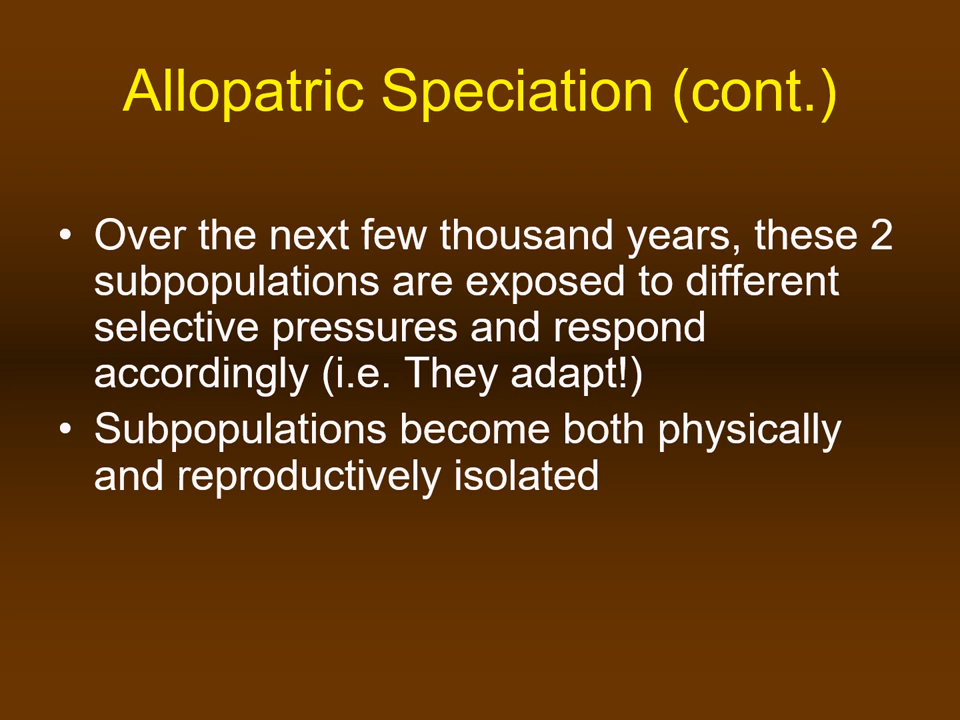 Allopatric Speciation (cont.)
• Over the next few thousand years, these 2
subpopulations are exposed to different
selective pressures and respond
accordingly (i.e. They adapt!)
• Subpopulations become both physically
and reproductively isolated